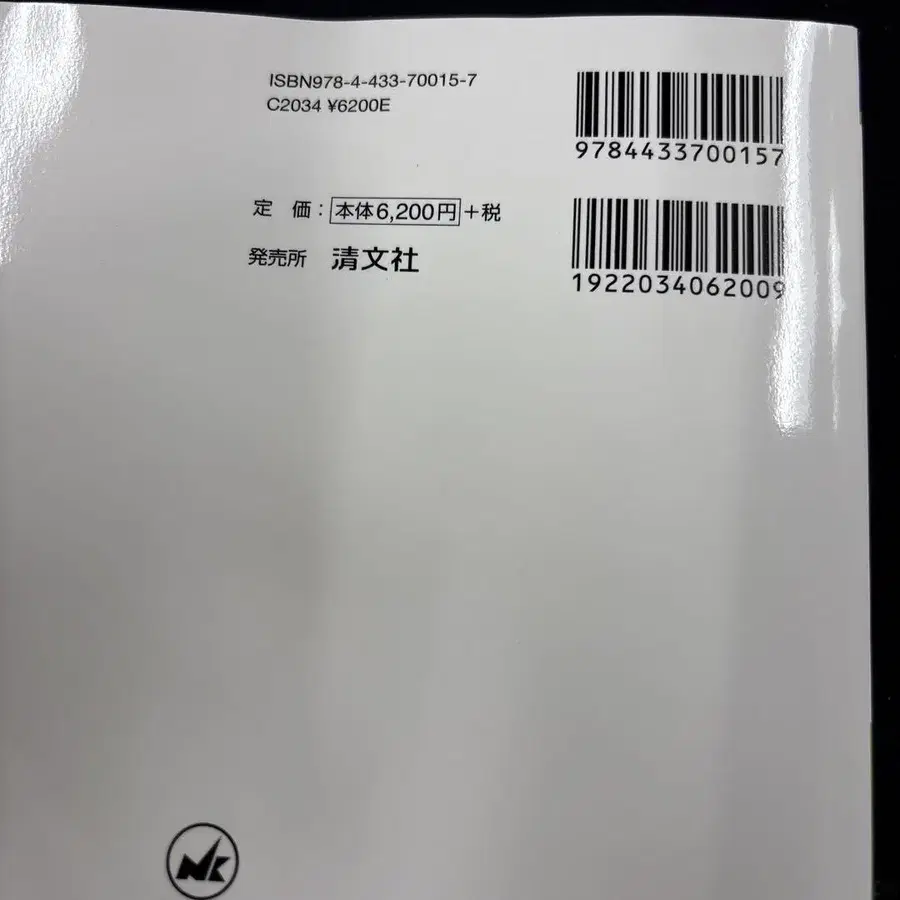 ISBN978-4-433-70015-7
C2034 ¥6200E
9784433700157
定 価：本体6,200円＋税
発売所 清文社
1922034062009